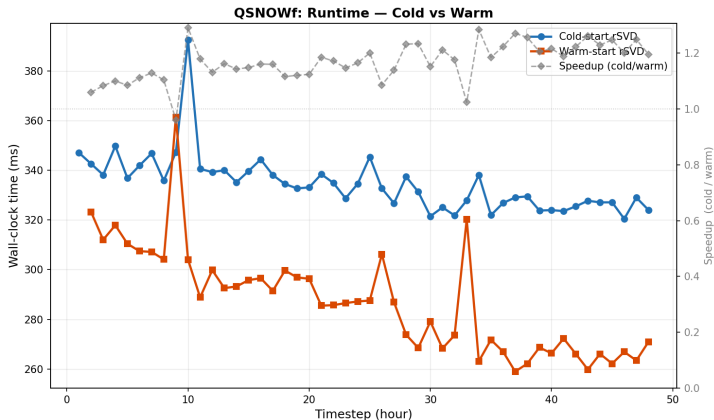 QSNOWf: Runtime — Cold vs Warm
Cold-start rSVD
Warm-start rSVD
Speedup (cold/warm)
Wall-clock time (ms)
380
360
340
320
300
280
260
1.2
1.0
0.8
0.6
0.4
0.2
0.0
Speedup (cold / warm)
0
10
20
30
40
50
Timestep (hour)